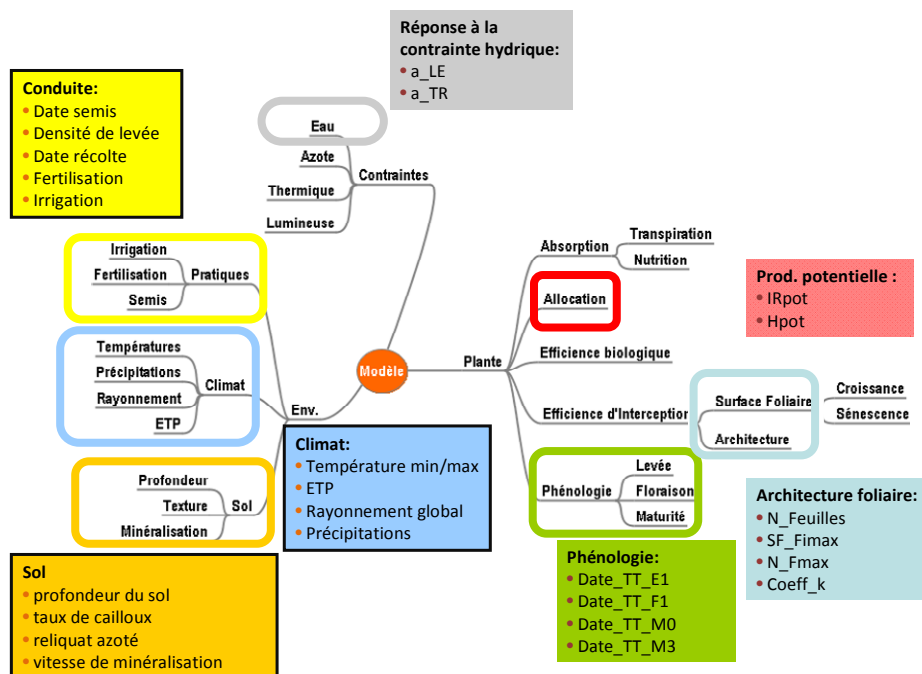 Réponse à la
contrainte hydrique:
• a_LE
• a_TR
Conduite:
• Date semis
• Densité de levée
• Date récolte
• Fertilisation
• Irrigation
Eau
Azote
Thermique
Lumineuse
Contraintes
Irrigation
Fertilisation
Semis
Pratiques
Températures
Précipitations
Rayonnement
ETP
Climat
Profondeur
Texture
Minéralisation
Sol
Env.
Modèle
Plante
Absorption
Transpiration
Nutrition
Allocation
Efficience biologique
Efficience d'Interception
Surface Foliaire
Architecture
Croissance
Sénescence
Phénologie
Levée
Floraison
Maturité
Prod. potentielle :
• IRpot
• Hpot
Climat:
• Température min/max
• ETP
• Rayonnement global
• Précipitations
Architecture foliaire:
• N_Feuilles
• SF_Fimax
• N_Fmax
• Coeff_k
Phénologie:
• Date_TT_E1
• Date_TT_F1
• Date_TT_M0
• Date_TT_M3
Sol
• profondeur du sol
• taux de cailloux
• reliquat azoté
• vitesse de minéralisation